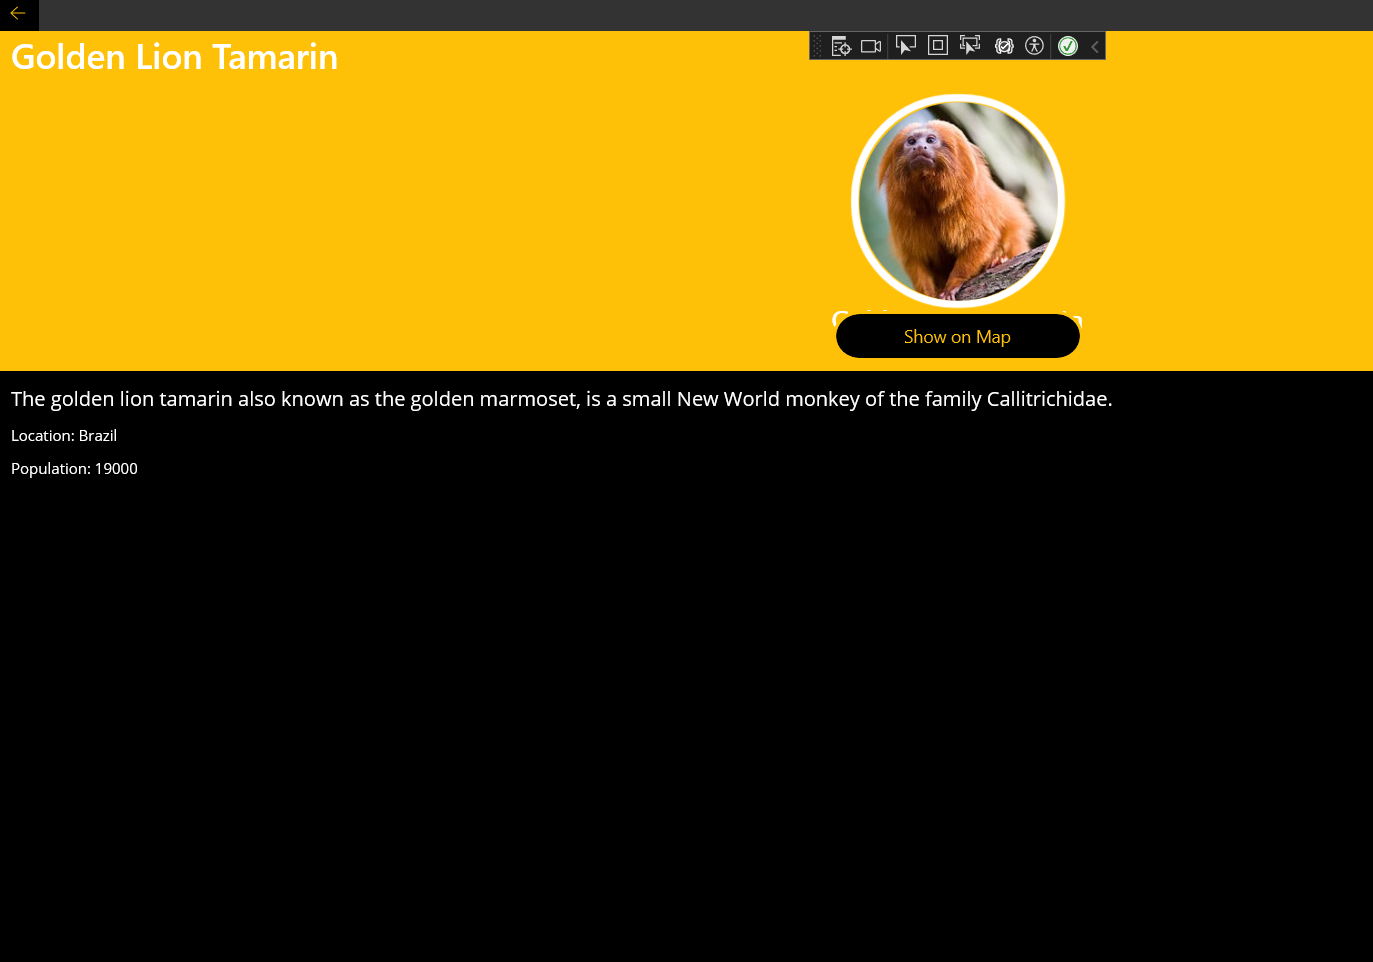 Golden Lion Tamarin
Show on Map
The golden lion tamarin also known as the golden marmoset, is a small New World monkey of the family Callitrichidae.
Location: Brazil
Population: 19000